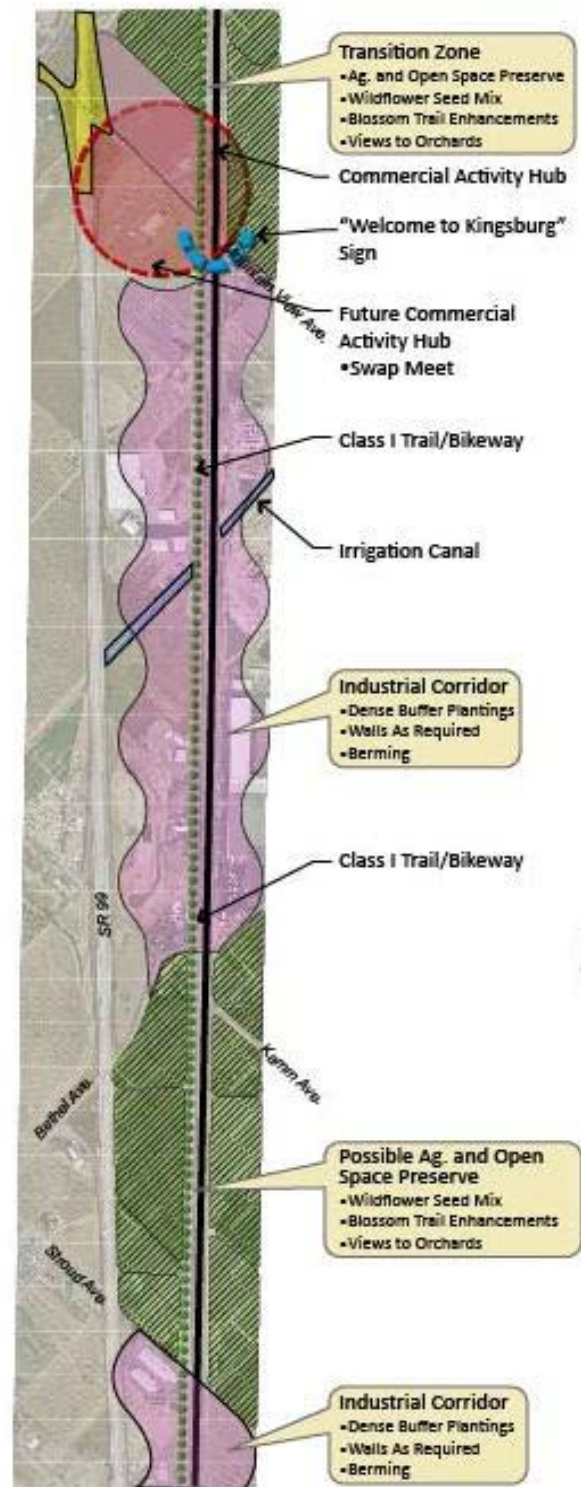 Transition Zone
▪Ag. and Open Space Preserve
▪Wildflower Seed Mix
▪Blossom Trail Enhancements
▪Views to Orchards
Commercial Activity Hub
"Welcome to Kingsburg"
Sign
View Ave.
Future Commercial
Activity Hub
▪Swap Meet
Class I Trail/Bikeway
Irrigation Canal
Industrial Corridor
▪Dense Buffer Plantings
▪Walls As Required
▪Berming
Class I Trail/Bikeway
SR 99
Kamm Ave.
Bethel Ave.
Possible Ag. and Open
Space Preserve
▪Wildflower Seed Mix
▪Blossom Trail Enhancements
▪Views to Orchards
Stroud Ave.
Industrial Corridor
▪Dense Buffer Plantings
▪Walls As Required
▪Berming